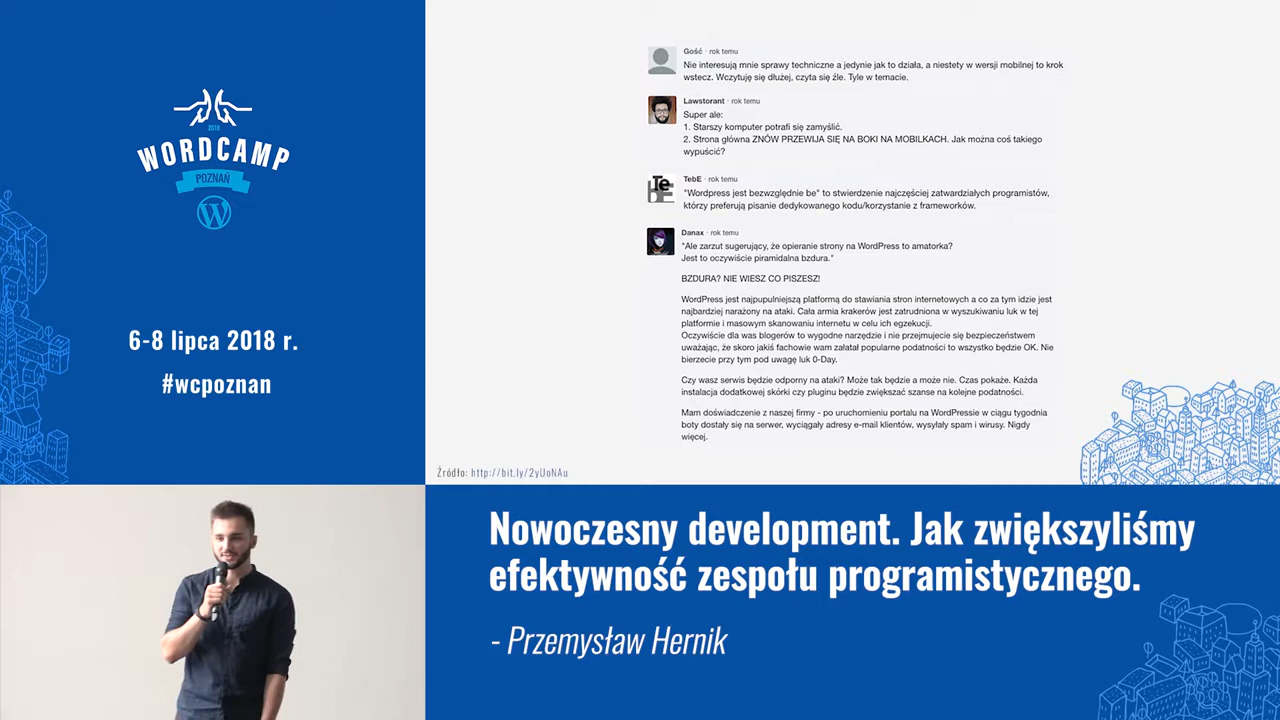 2018
WORDCAMP
POZNAŃ
6-8 lipca 2018 r.
#wcpoznan
Gość · rok temu
Nie interesują mnie sprawy techniczne a jedynie jak to działa, a niestety w wersji mobilnej to krok
wstecz. Wczytuję się dłużej, czyta się źle. Tyle w temacie.
Lawstorant · rok temu
Super ale:
1. Starszy komputer potrafi się zamyślić.
2. Strona główna ZNÓW PRZEWIJA SIĘ NA BOKI NA MOBILKACH. Jak można coś takiego
wypuścić?
TebE · rok temu
"Wordpress jest bezwzględnie be" to stwierdzenie najczęściej zatwardziałych programistów,
którzy preferują pisanie dedykowanego kodu/korzystanie z frameworków.
Danax · rok temu
"Ale zarzut sugerujący, że opieranie strony na WordPress to amatorka?
Jest to oczywiście piramidalna bzdura."
BZDURA? NIE WIESZ CO PISZESZ!
WordPress jest najpupulniejszą platformą do stawiania stron internetowych a co za tym idzie jest
najbardziej narażony na ataki. Cała armia krakerów jest zatrudniona w wyszukiwaniu luk w tej
platformie i masowym skanowaniu internetu w celu ich egzekucji.
Oczywiście dla was blogerów to wygodne narzędzie i nie przejmujecie się bezpieczeństwem
uważając, że skoro jakiś fachowie wam załatał popularne podatności to wszystko będzie OK. Nie
bierzecie przy tym pod uwagę luk 0-Day.
Czy wasz serwis będzie odporny na ataki? Może tak będzie a może nie. Czas pokaże. Każda
instalacja dodatkowej skórki czy pluginu będzie zwiększać szanse na kolejne podatności.
Mam doświadczenie z naszej firmy - po uruchomieniu portalu na WordPressie w ciągu tygodnia
boty dostały się na serwer, wyciągały adresy e-mail klientów, wysyłały spam i wirusy. Nigdy
więcej.
Źródło: http://bit.ly/2yUoNAu
Nowoczesny development. Jak zwiększyliśmy
efektywność zespołu programistycznego.
- Przemysław Hernik